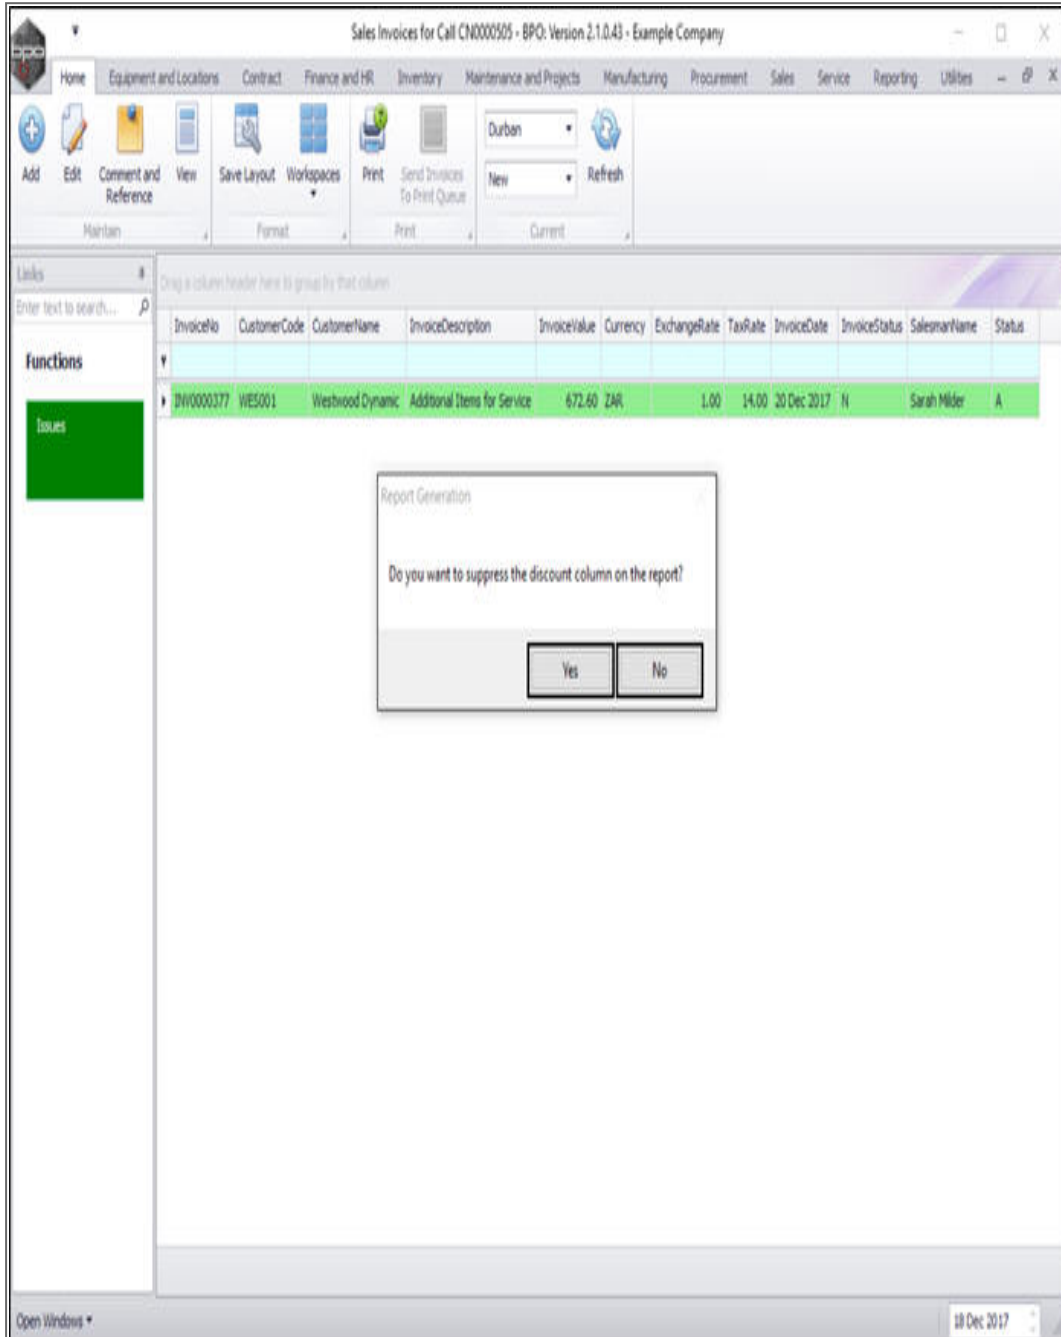 Sales Invoices for Call CN0000505 - BPO: Version 2.1.0.43 - Example Company
Home Equipment and Locations Contract Finance and HR Inventory Maintenance and Projects Manufacturing Procurement Sales Service Reporting Utilities
Durban
Add Edit Comment and Reference View Save Layout Workspaces Print Send Invoices To Print Queue New Refresh
Maintain Format Print Current
Links
Drag a column header here to group by that column
Enter text to search...
InvoiceNo CustomerCode CustomerName InvoiceDescription InvoiceValue Currency ExchangeRate TaxRate InvoiceDate InvoiceStatus SalesmanName Status
Functions
INV0000377 WES001 Westwood Dynamic Additional Items for Service 672.60 ZAR 1.00 14.00 20 Dec 2017 N Sarah Milder A
Issues
Report Generation
Do you want to suppress the discount column on the report?
Yes No
Open Windows
18 Dec 2017